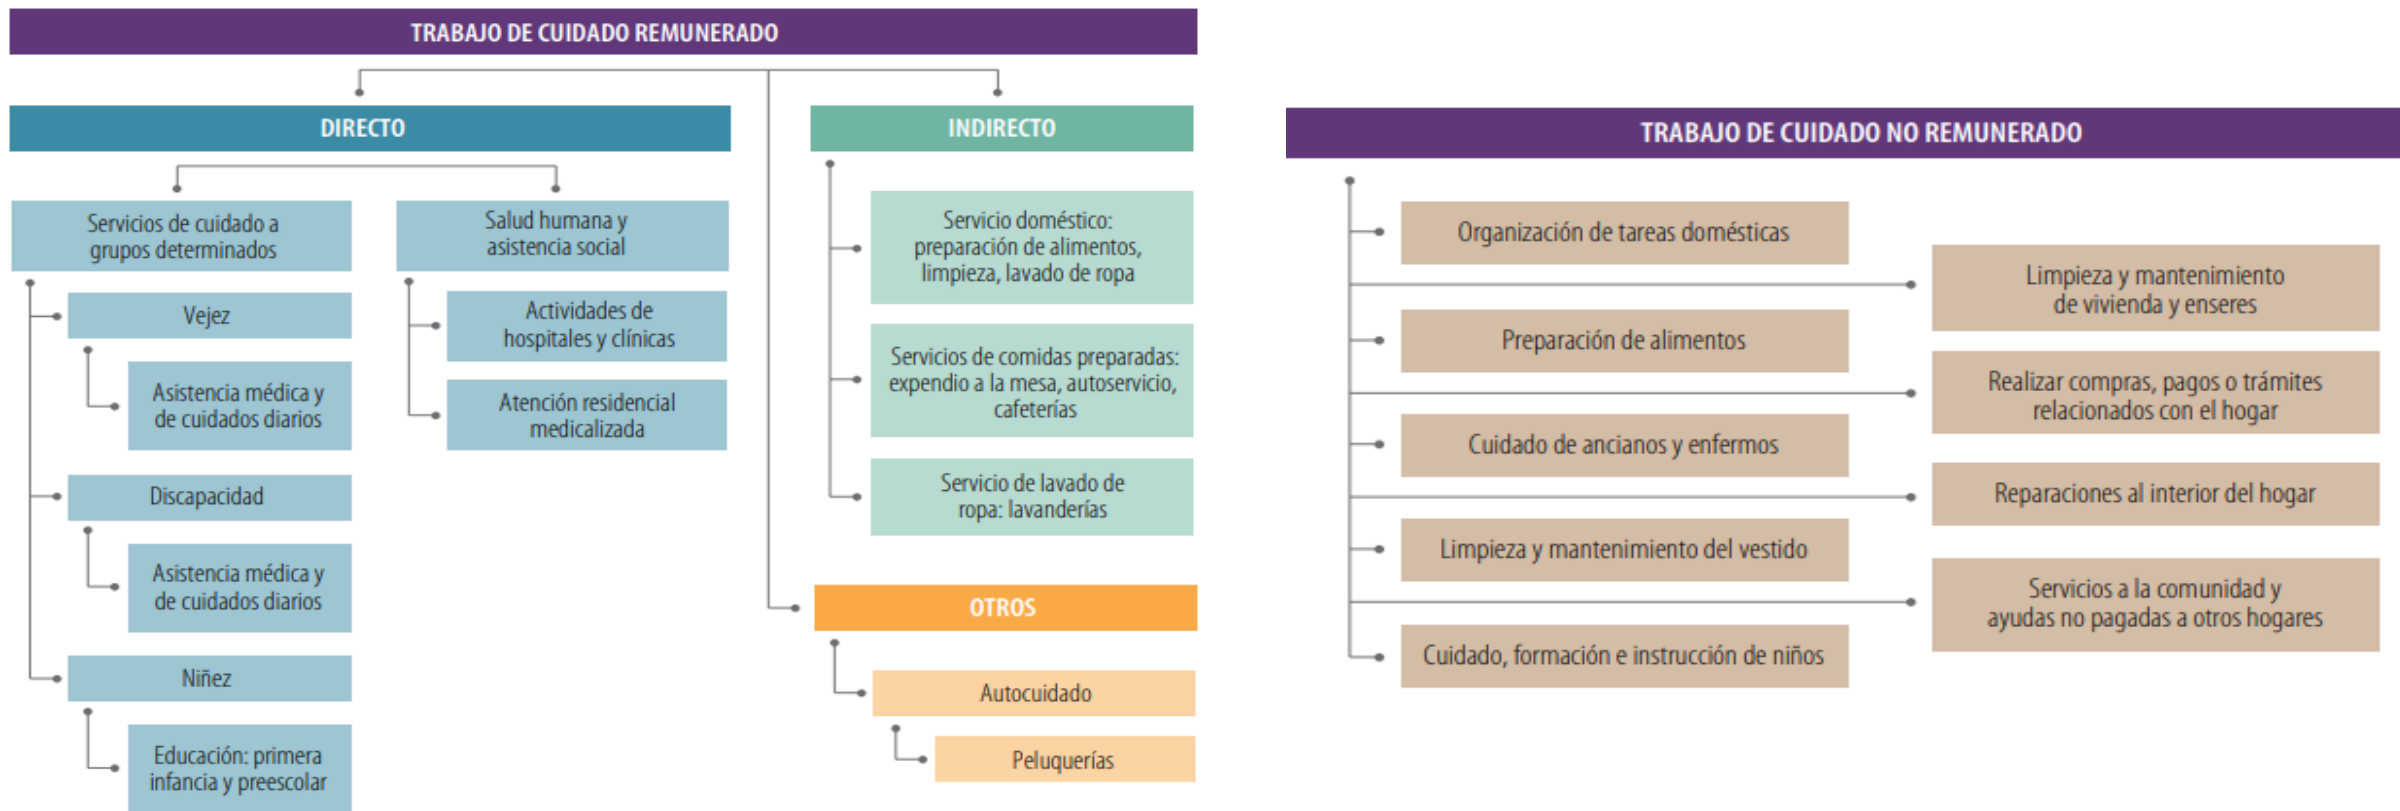 TRABAJO DE CUIDADO REMUNERADO
DIRECTO
Servicios de cuidado a
grupos determinados
Vejez
Asistencia médica y
de cuidados diarios
Discapacidad
Asistencia médica y
de cuidados diarios
Niñez
Educación: primera
infancia y preescolar
Salud humana y
asistencia social
Actividades de
hospitales y clínicas
Atención residencial
medicalizada
INDIRECTO
Servicio doméstico:
preparación de alimentos,
limpieza, lavado de ropa
Servicios de comidas preparadas:
expendio a la mesa, autoservicio,
cafeterías
Servicio de lavado de
ropa: lavanderías
OTROS
Autocuidado
Peluquerías
TRABAJO DE CUIDADO NO REMUNERADO
Organización de tareas domésticas
Limpieza y mantenimiento
de vivienda y enseres
Preparación de alimentos
Realizar compras, pagos o trámites
relacionados con el hogar
Cuidado de ancianos y enfermos
Reparaciones al interior del hogar
Limpieza y mantenimiento del vestido
Servicios a la comunidad y
ayudas no pagadas a otros hogares
Cuidado, formación e instrucción de niños